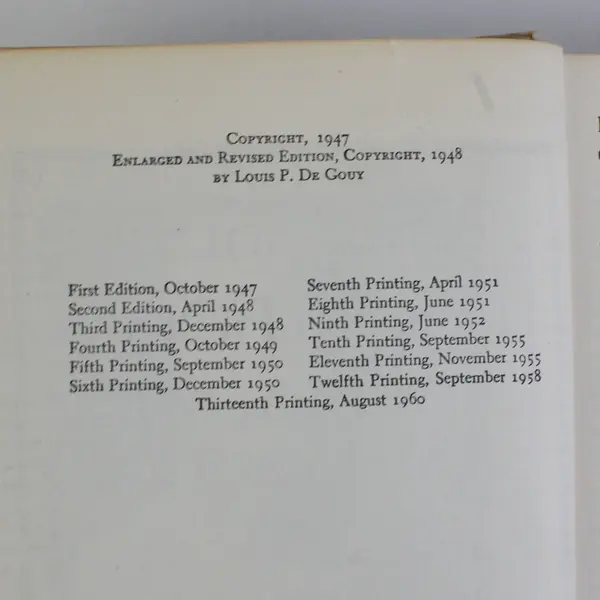 Copyright, 1947
Enlarged and Revised Edition, Copyright, 1948
by Louis P. De Gouy
First Edition, October 1947
Second Edition, April 1948
Third Printing, December 1948
Fourth Printing, October 1949
Fifth Printing, September 1950
Sixth Printing, December 1950
Seventh Printing, April 1951
Eighth Printing, June 1951
Ninth Printing, June 1952
Tenth Printing, September 1955
Eleventh Printing, November 1955
Twelfth Printing, September 1958
Thirteenth Printing, August 1960